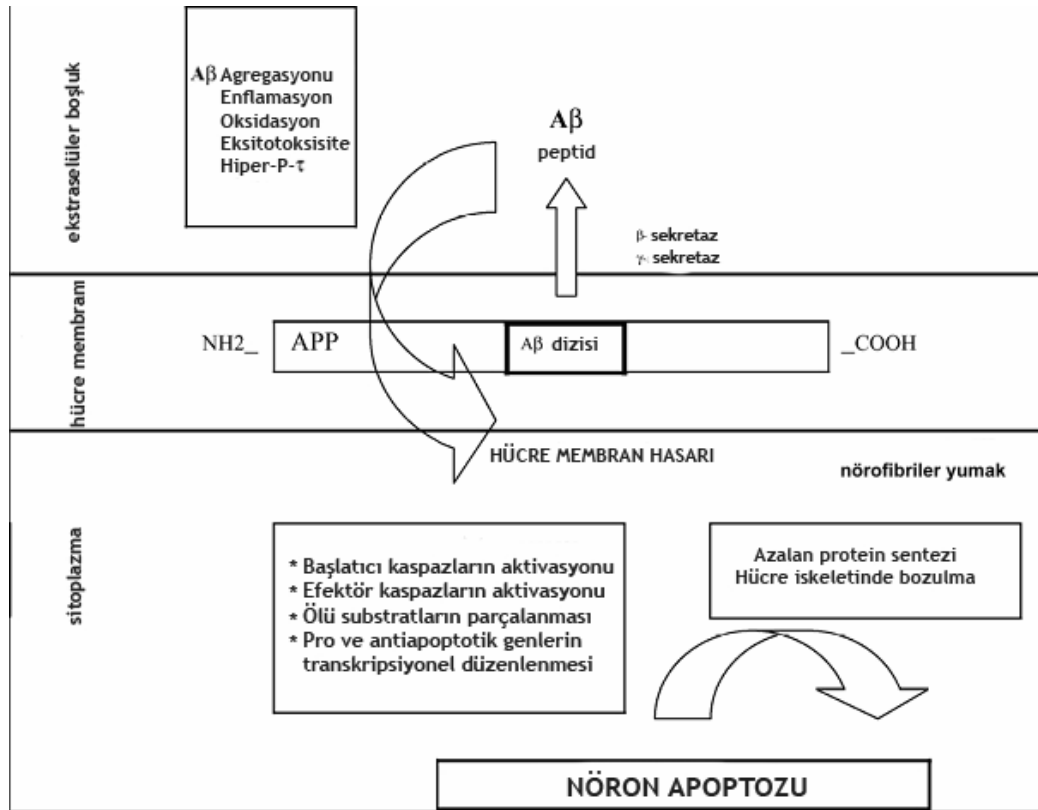 ekstraselüler boşluk
Aβ Agregasyonu
Enflamasyon
Oksidasyon
Eksitotoksisite
Hiper-P-τ
Aβ
peptid
β- sekretaz
γ- sekretaz
hücre membram
NH2_
APP
Aβ dizisi
_COOH
HÜCRE MEMBRAN HASARI
nörofibriler yumak
sitoplazma
* Başlatıcı kaspazların aktivasyonu
* Efektör kaspazların aktivasyonu
* Ölü substratların parçalanması
* Pro ve antiapoptotik genlerin
transkripsiyonel düzenlenmesi
Azalan protein sentezi
Hücre iskeletinde bozulma
NÖRON APOPTOZU